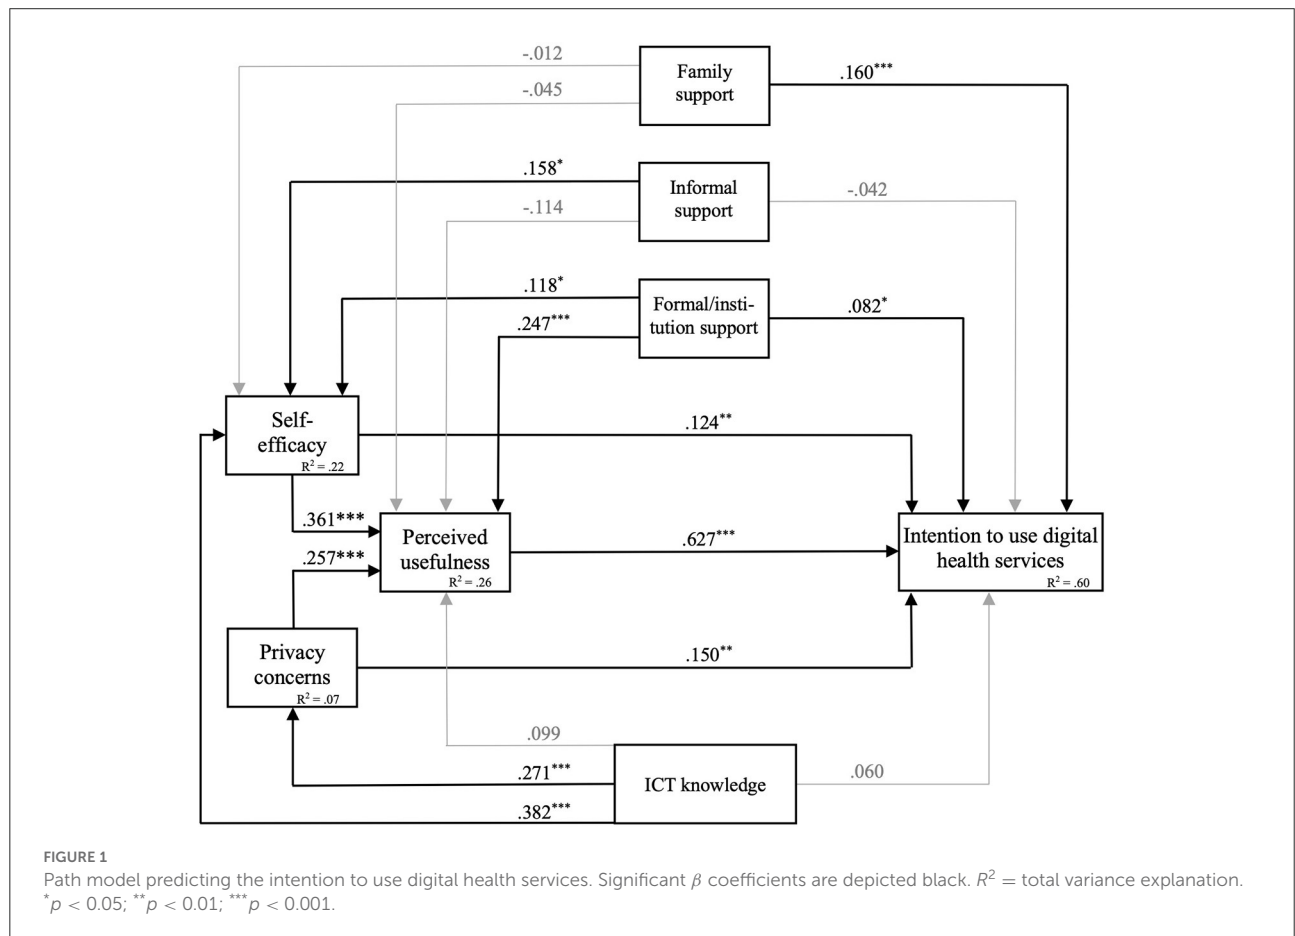 -.012
Family
support
.160***
-.045
.158*
Informal
support
-.042
-.114
.118*
Formal/insti-
tution support
.082*
.247***
Self-
efficacy
R² = .22
.124**
.361***
Perceived
usefulness
R² = .26
.627***
Intention to use digital
health services
R² = .60
.257***
Privacy
concerns
R² = .07
.150**
.099
.271***
ICT knowledge
.060
.382***
FIGURE 1
Path model predicting the intention to use digital health services. Significant β coefficients are depicted black. R² = total variance explanation.
*p < 0.05; **p < 0.01; ***p < 0.001.